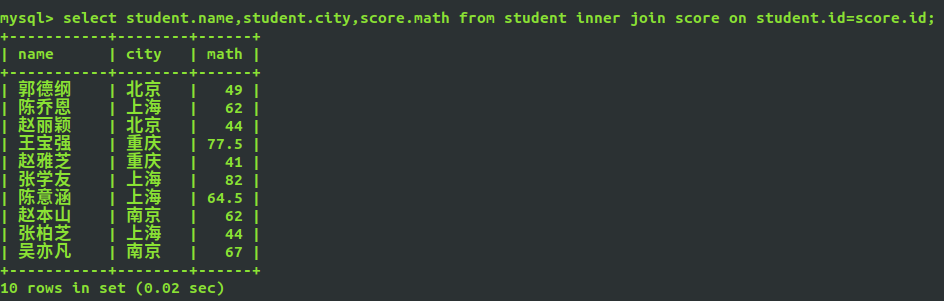 mysql> select student.name,student.city,score.math from student inner join score on student.id=score.id;
+-----------+--------+------+
| name      | city   | math |
+-----------+--------+------+
| 郭德纲    | 北京   |   49 |
| 陈乔恩    | 上海   |   62 |
| 赵丽颖    | 北京   |   44 |
| 王宝强    | 重庆   | 77.5 |
| 赵雅芝    | 重庆   |   41 |
| 张学友    | 上海   |   82 |
| 陈意涵    | 上海   | 64.5 |
| 赵本山    | 南京   |   62 |
| 张柏芝    | 上海   |   44 |
| 吴亦凡    | 南京   |   67 |
+-----------+--------+------+
10 rows in set (0.02 sec)